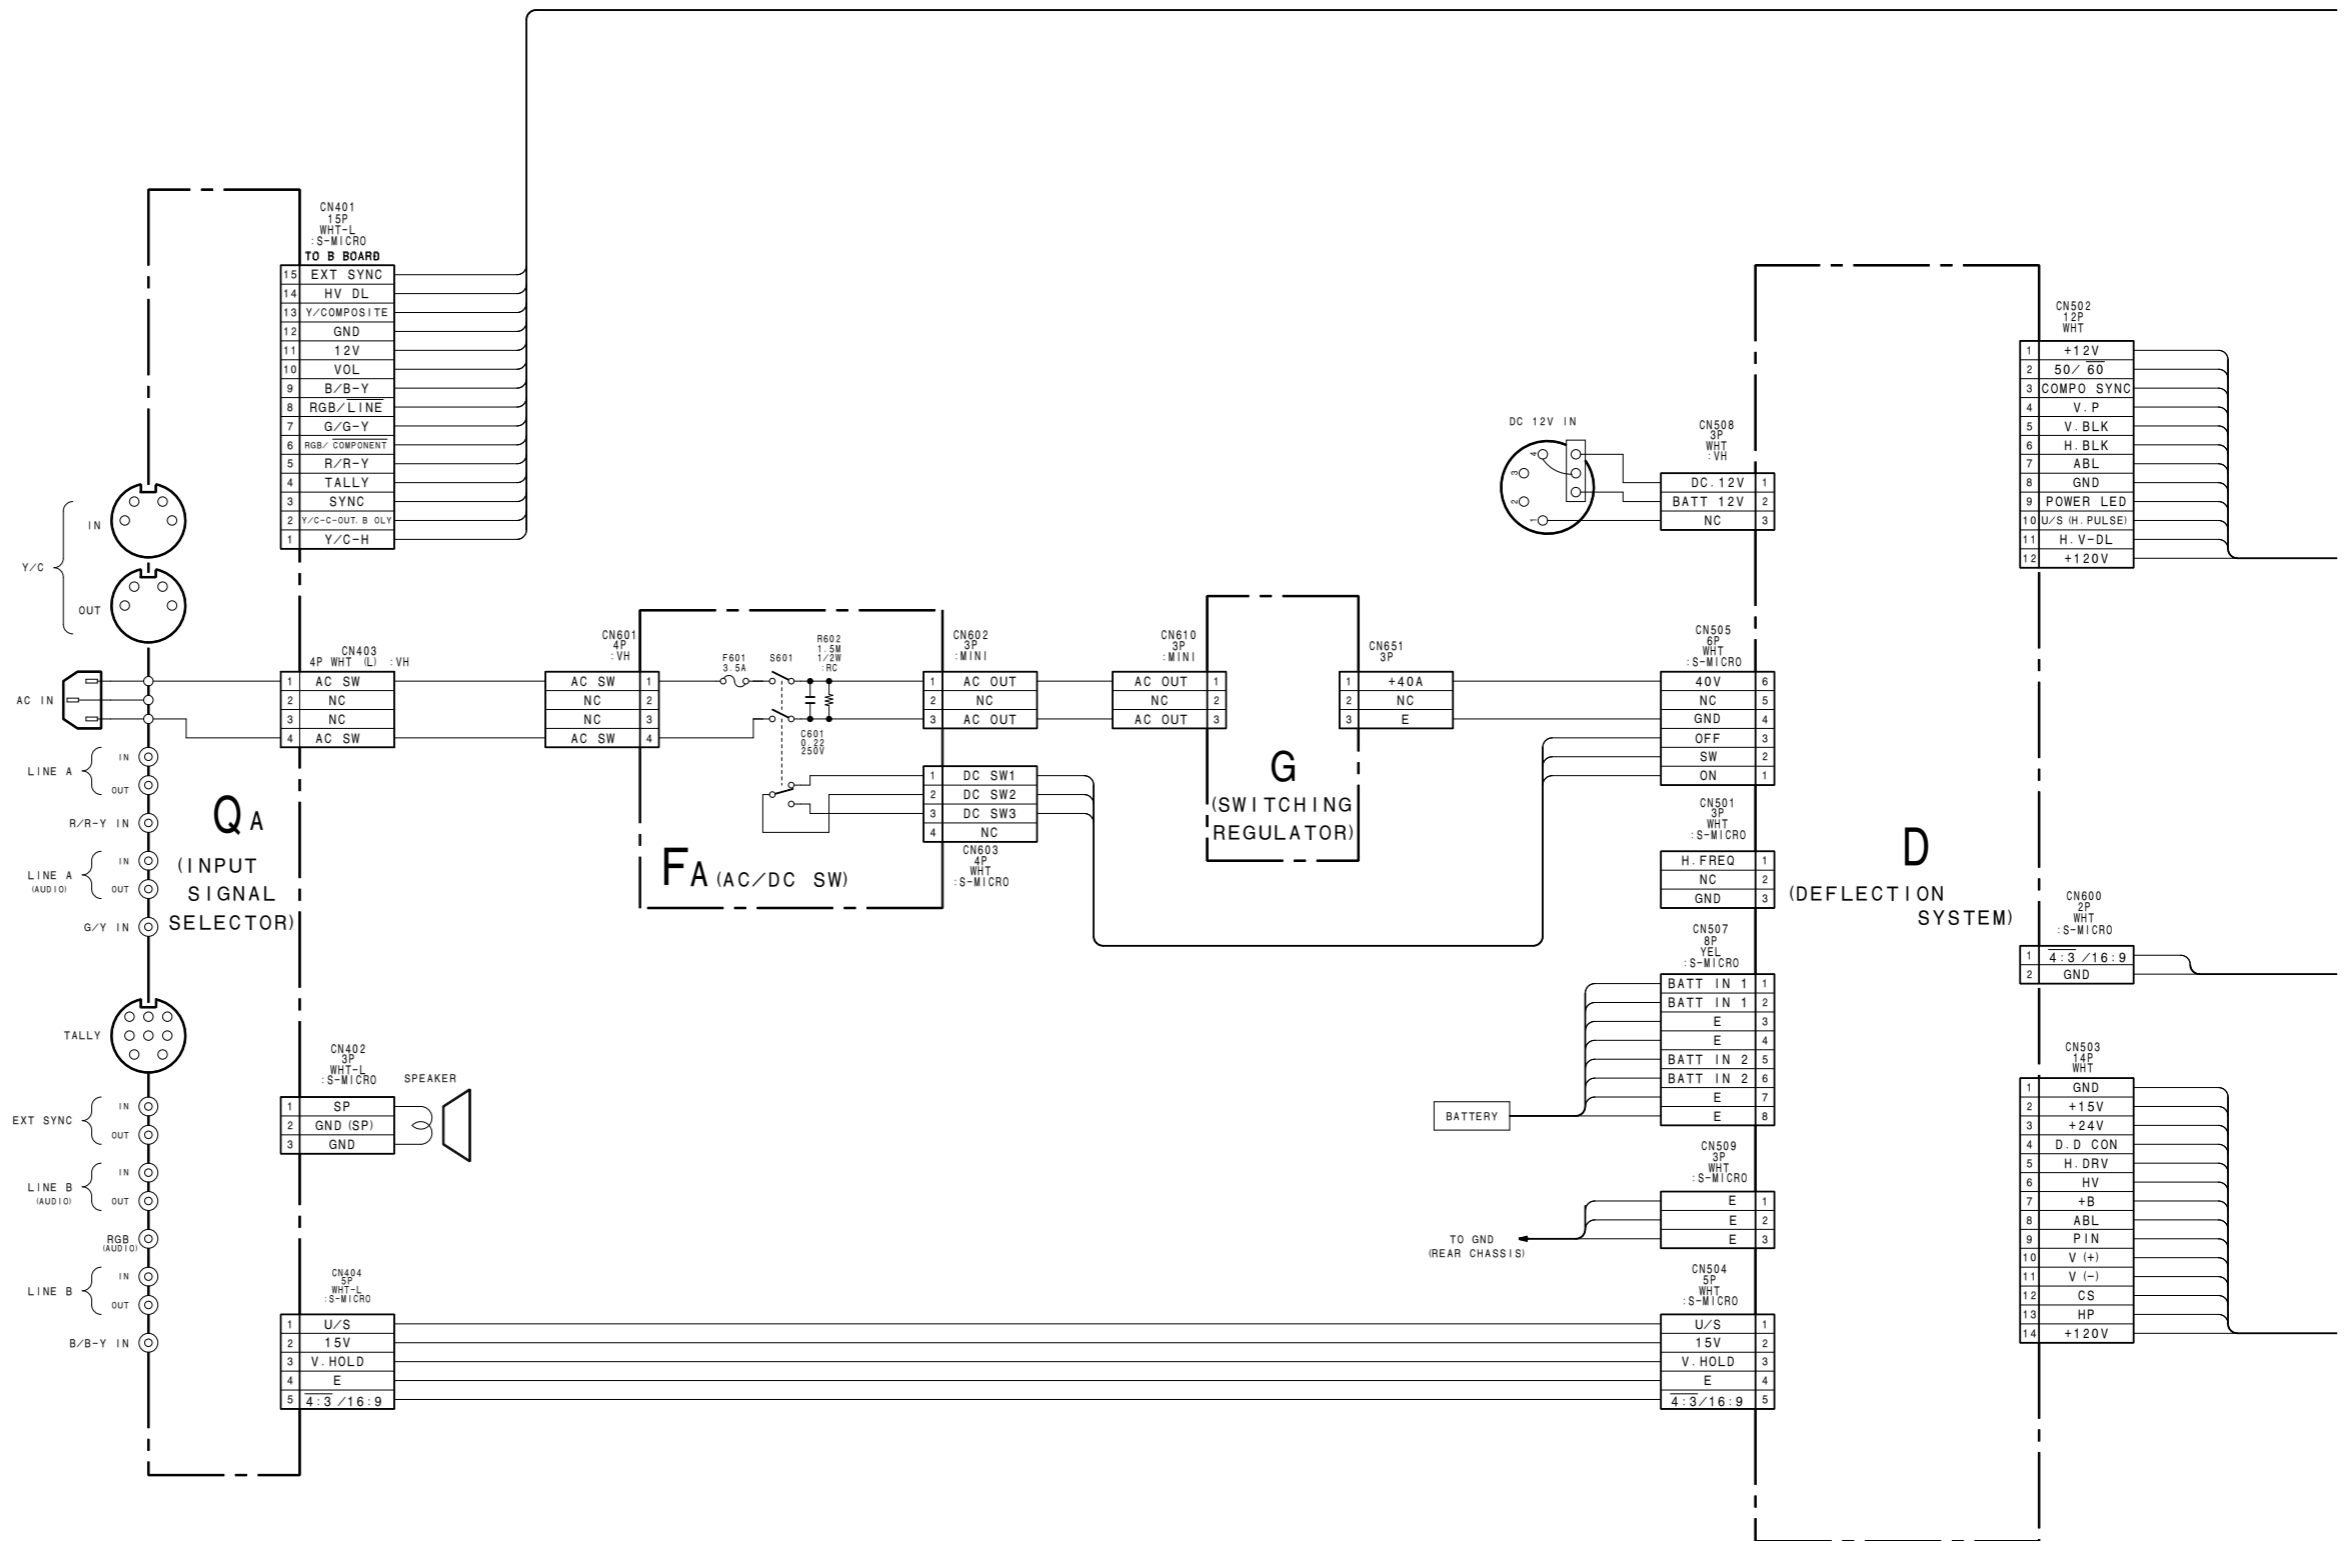 CN401
15P
WHT-L
:S-MICRO
TO B BOARD
15 EXT SYNC
14 HV DL
13 Y/COMPOSITE
12 GND
11 12V
10 VOL
9 B/B-Y
8 RGB/LINE
7 G/G-Y
6 RGB/ COMPONENT
5 R/R-Y
4 TALLY
3 SYNC
2 Y/C-C-OUT. B OLY
1 Y/C-H
Y/C
IN
OUT
AC IN
LINE A
IN
OUT
R/R-Y IN
LINE A
(AUDIO)
IN
OUT
G/Y IN
TALLY
EXT SYNC
IN
OUT
LINE B
(AUDIO)
IN
OUT
RGB
(AUDIO)
LINE B
IN
OUT
B/B-Y IN
QA
(INPUT
SIGNAL
SELECTOR)
CN403
4P WHT (L) :VH
1 AC SW
2 NC
3 NC
4 AC SW
CN402
3P
WHT-L
:S-MICRO
SPEAKER
1 SP
2 GND (SP)
3 GND
CN404
5P
WHT-L
:S-MICRO
1 U/S
2 15V
3 V.HOLD
4 E
5 4:3 /16:9
CN601
4P
:VH
AC SW 1
NC 2
NC 3
AC SW 4
F601
3.5A
S601
R602
1.5M
1/2W
:RC
C601
0.22
250V
FA (AC/DC SW)
CN602
3P
:MINI
1 AC OUT
2 NC
3 AC OUT
1 DC SW1
2 DC SW2
3 DC SW3
4 NC
CN603
4P
WHT
:S-MICRO
CN610
3P
:MINI
AC OUT 1
NC 2
AC OUT 3
G
(SWITCHING
REGULATOR)
CN651
3P
1 +40A
2 NC
3 E
DC 12V IN
4
3
2
1
CN508
3P
WHT
:VH
DC.12V 1
BATT 12V 2
NC 3
CN505
6P
WHT
:S-MICRO
40V 6
NC 5
GND 4
OFF 3
SW 2
ON 1
CN501
3P
WHT
:S-MICRO
H.FREQ 1
NC 2
GND 3
CN507
8P
YEL
:S-MICRO
BATT IN 1 1
BATT IN 1 2
E 3
E 4
BATT IN 2 5
BATT IN 2 6
E 7
E 8
BATTERY
CN509
3P
WHT
:S-MICRO
E 1
E 2
E 3
TO GND
(REAR CHASSIS)
CN504
5P
WHT
:S-MICRO
U/S 1
15V 2
V.HOLD 3
E 4
4:3/16:9 5
D
(DEFLECTION
SYSTEM)
CN502
12P
WHT
1 +12V
2 50/ 60
3 COMPO SYNC
4 V.P
5 V.BLK
6 H.BLK
7 ABL
8 GND
9 POWER LED
10 U/S (H.PULSE)
11 H.V-DL
12 +120V
CN600
2P
WHT
:S-MICRO
1 4:3 /16:9
2 GND
CN503
14P
WHT
1 GND
2 +15V
3 +24V
4 D.D CON
5 H.DRV
6 HV
7 +B
8 ABL
9 PIN
10 V (+)
11 V (-)
12 CS
13 HP
14 +120V